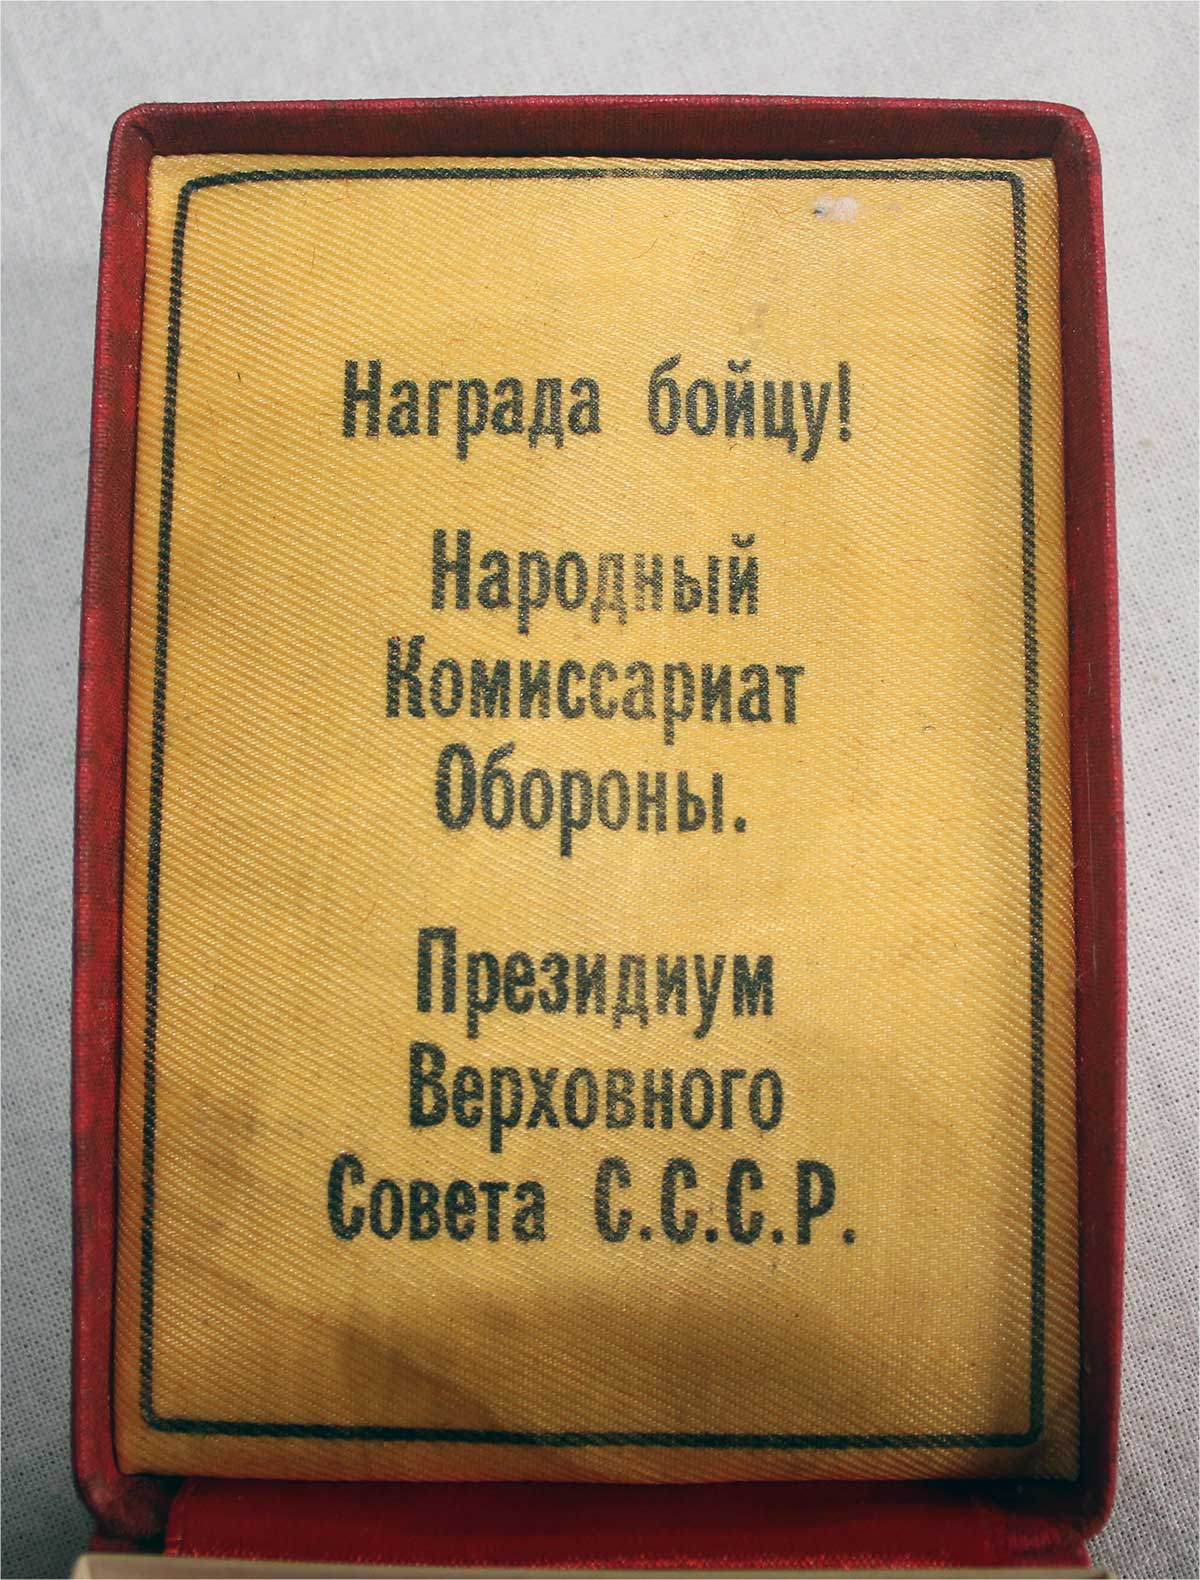 Награда бойцу!
Народный
Комиссариат
Обороны.
Президиум
Верховного
Совета С.С.С.Р.